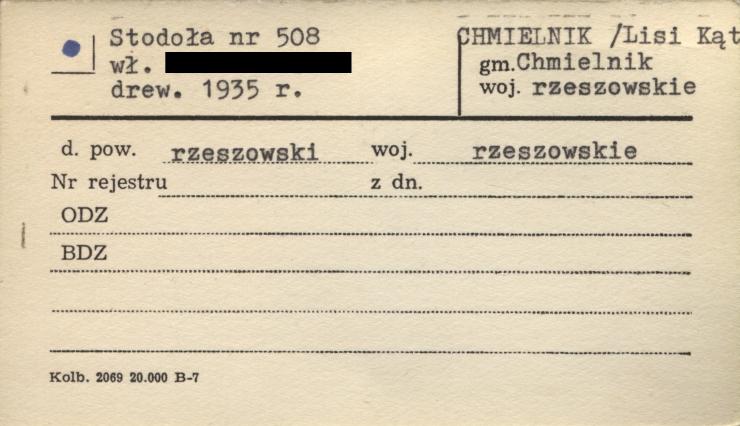 Stodoła nr 508
wł.
drew. 1935 r.
CHMIELNIK /Lisi Kąt
gm. Chmielnik
woj. rzeszowskie
d. pow. rzeszowski woj. rzeszowskie
Nr rejestru z dn.
ODZ
BDZ
Kolb. 2069 20.000 B-7